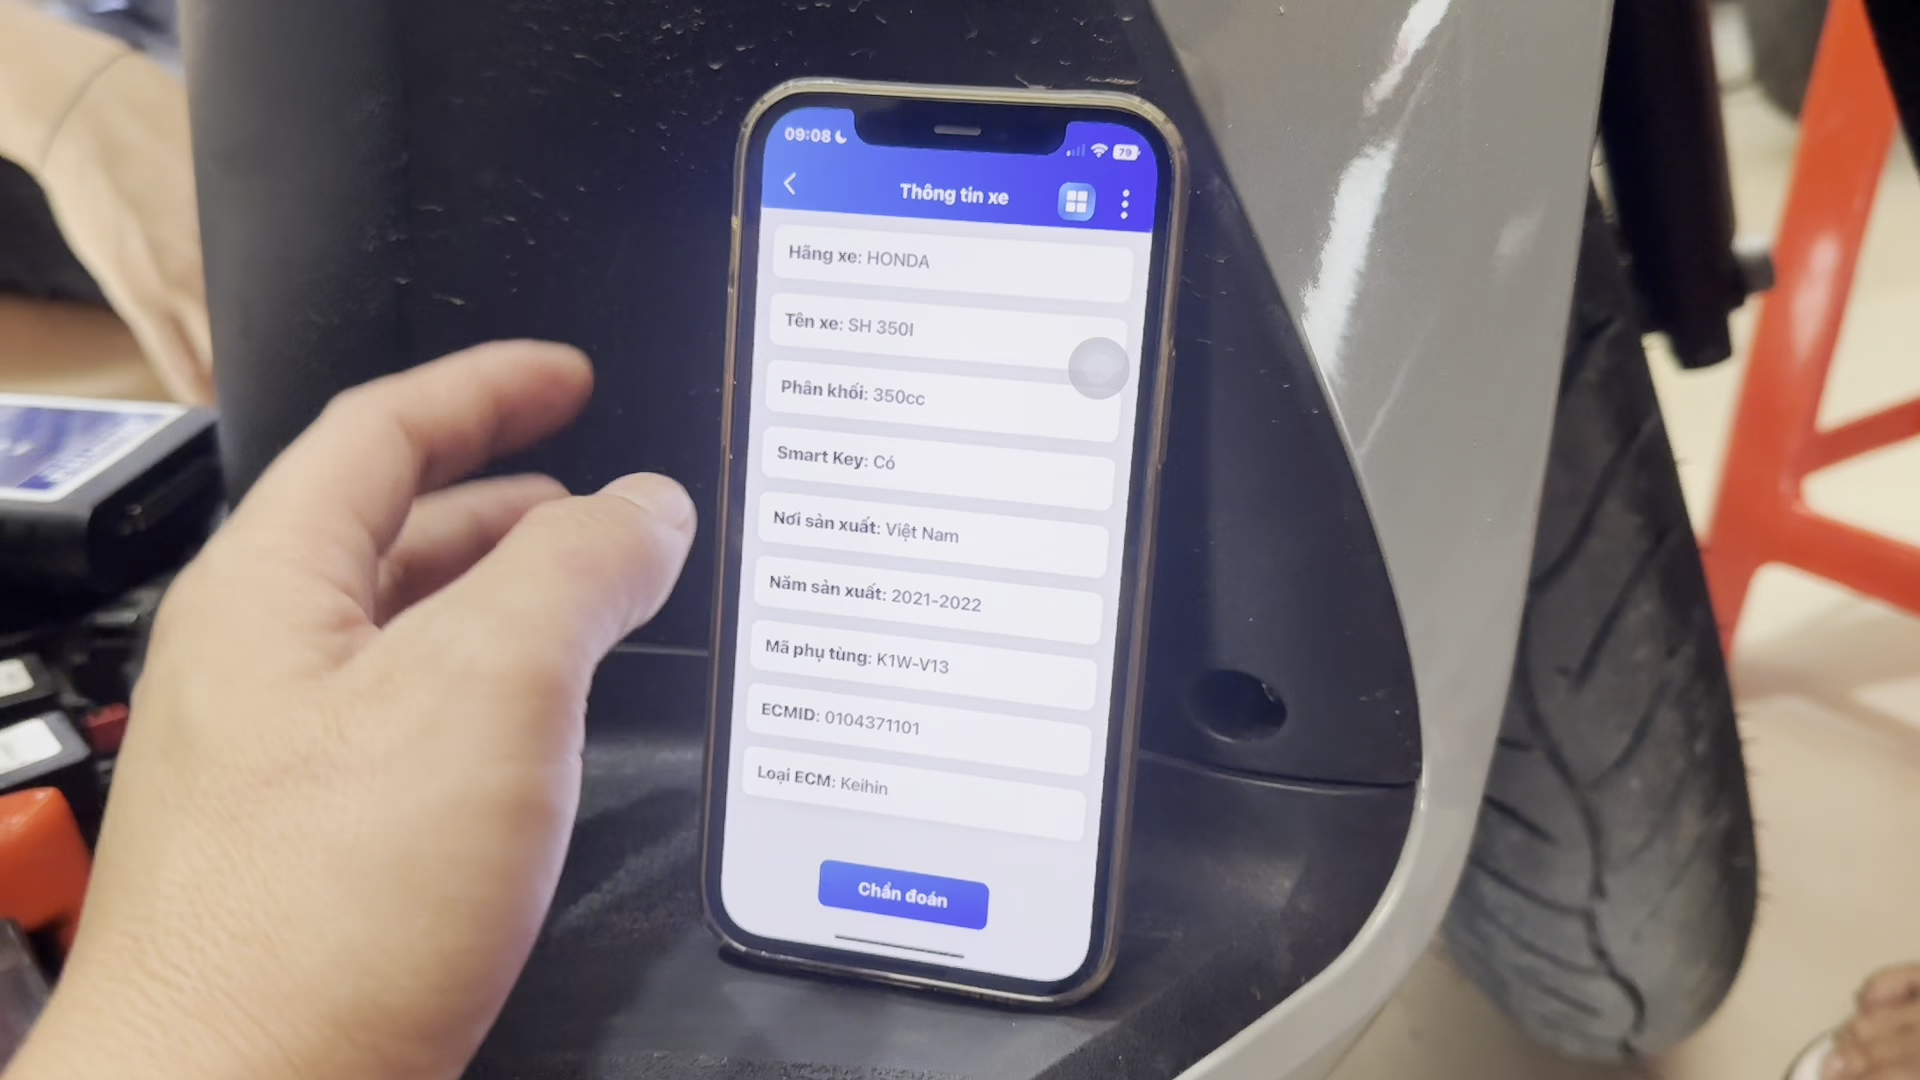 09:08
79
Thông tin xe
Hãng xe: HONDA
Tên xe: SH 350I
Phân khối: 350cc
Smart Key: Có
Nơi sản xuất: Việt Nam
Năm sản xuất: 2021-2022
Mã phụ tùng: K1W-V13
ECMID: 0104371101
Loại ECM: Keihin
Chẩn đoán